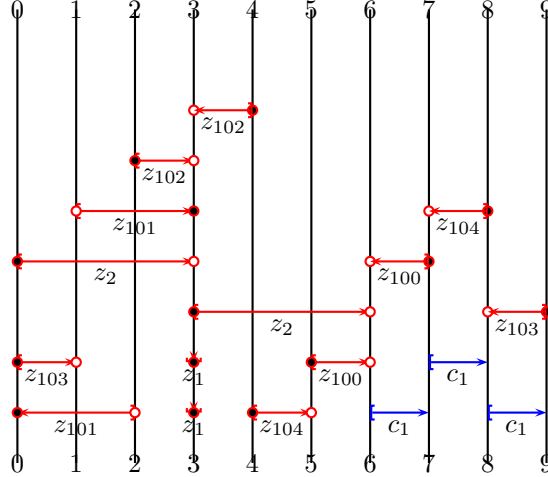 0 1 2 3 4 5 6 7 8 9
z₁₀₂
z₁₀₂
z₁₀₁ z₁₀₄
z₂ z₁₀₀
z₂ z₁₀₃
z₁₀₃ z₁ z₁₀₀ c₁
z₁₀₁ z₁ z₁₀₄ c₁ c₁
0 1 2 3 4 5 6 7 8 9